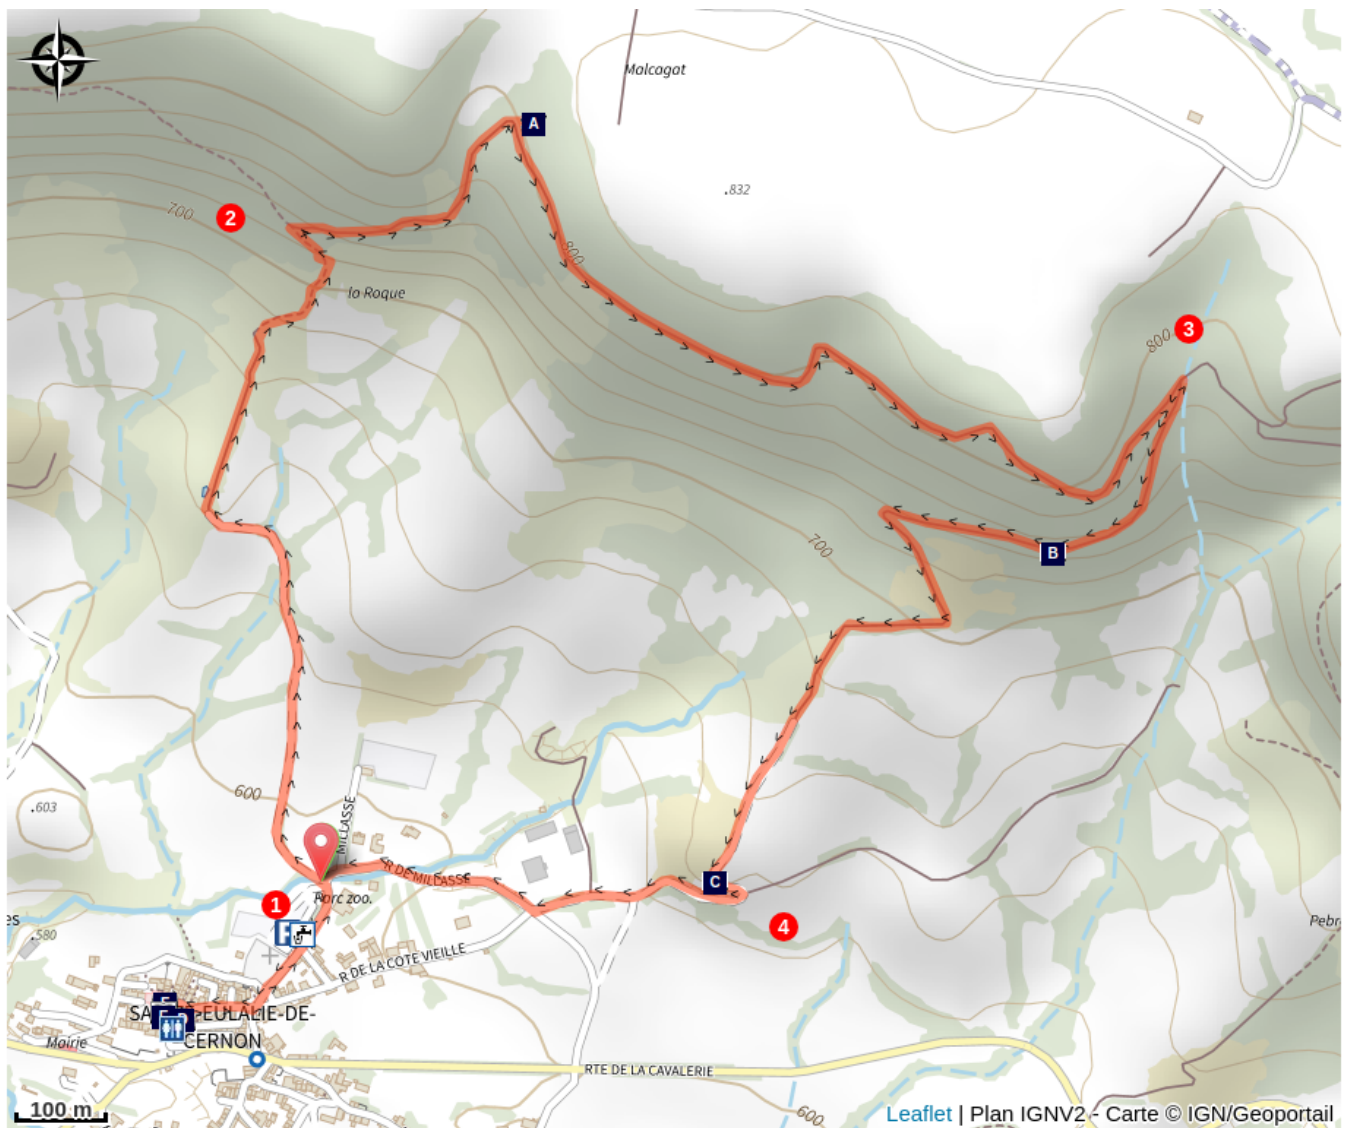 Malcagat
A
.832
2
700
800
la Roque
800
3
700
B
600
.603
MILLASSE
R DE MILLASSE
C
Parc zoo.
1
4
P
es
.580
R DE LA COTE VIEILLE
Pebr
SA
-EULALIE-DE-
CERNON
Mairie
RTE DE LA CAVALERIE
600
100 m
Leaflet | Plan IGNV2 - Carte © IGN/Geoportail